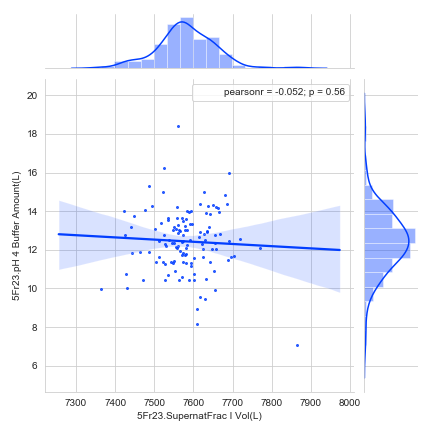 pearsonr = -0.052; p = 0.56
20
18
16
14
12
10
8
6
5Fr23.pH 4 Buffer Amount(L)
7300 7400 7500 7600 7700 7800 7900 8000
5Fr23.SupernatFrac I Vol(L)